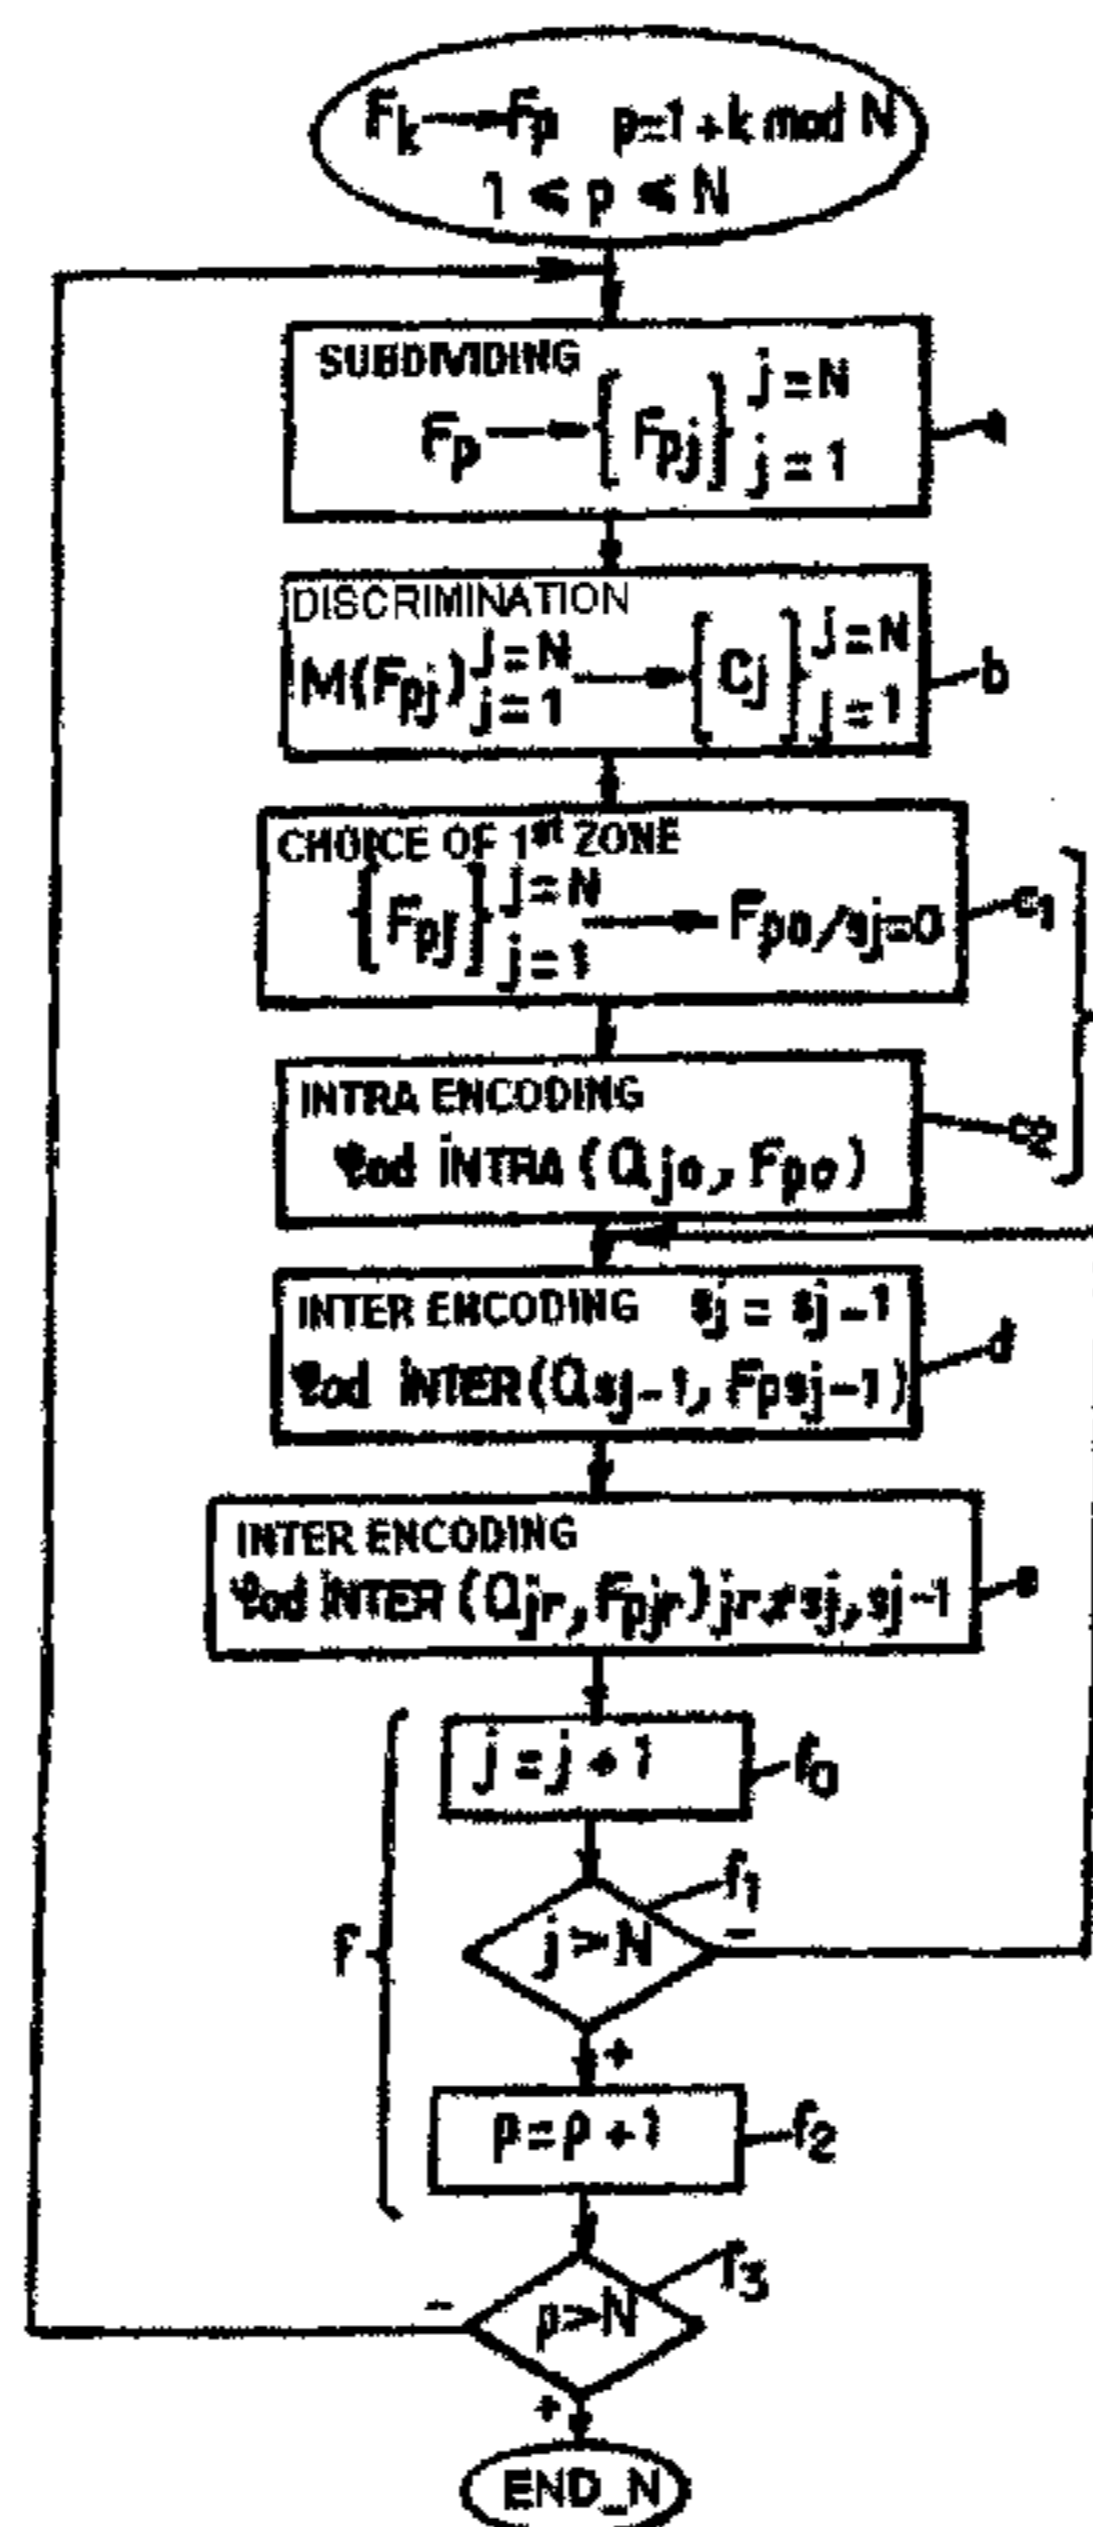 Fk → Fp p=1+k mod N
1 ≤ p ≤ N
SUBDIVIDING
Fp → {Fpj} j=N j=1
a
DISCRIMINATION
M(Fpj) j=N j=1 → {Cj} j=N j=1
b
CHOICE OF 1st ZONE
{Fpj} j=N j=1 → Fpo/sj=0
c1
INTRA ENCODING
Cod INTRA (Qjo, Fpo)
c2
INTER ENCODING sj = sj-1
Cod INTER(Qsj-1, Fpsj-1)
d
INTER ENCODING
Cod INTER (Qjr, Fpjr) jr≠sj, sj-1
e
j = j + 1
f0
f1
j > N
-
f
+
p = p + 1
f2
f3
-
p>N
+
END_N